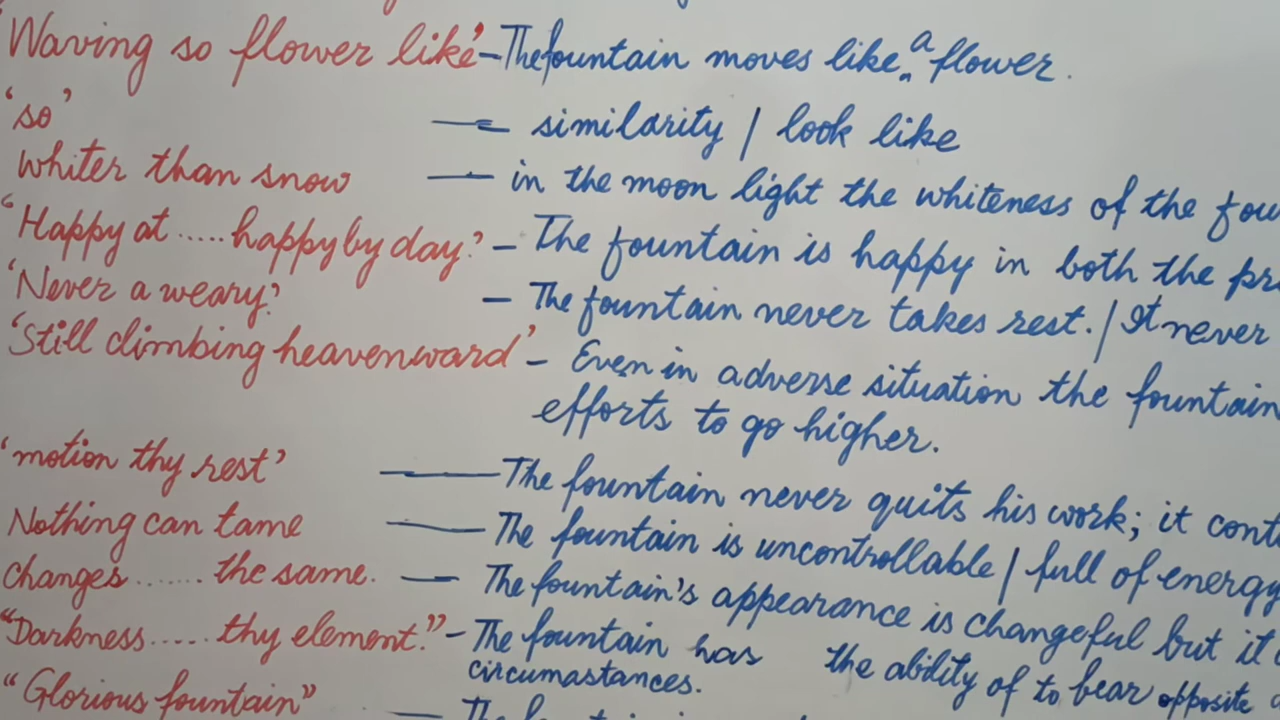 'Waving so flower like' - The fountain moves like a flower.
'so' — similarity / look like
whiter than snow — in the moon light the whiteness of the
'Happy at ..... happy by day.' - The fountain is happy in both the
'Never a weary.' - The fountain never takes rest. / It never
'Still climbing heavenward' - Even in adverse situation the fountain
efforts to go higher.
'motion thy rest' — The fountain never quits his work; it
Nothing can tame — The fountain is uncontrollable / full of energy
Changes ....... the same. — The fountain's appearance is changeful but it
"Darkness ..... thy element." - The fountain has the ability of to bear opposite
circumastances.
"Glorious fountain" — The